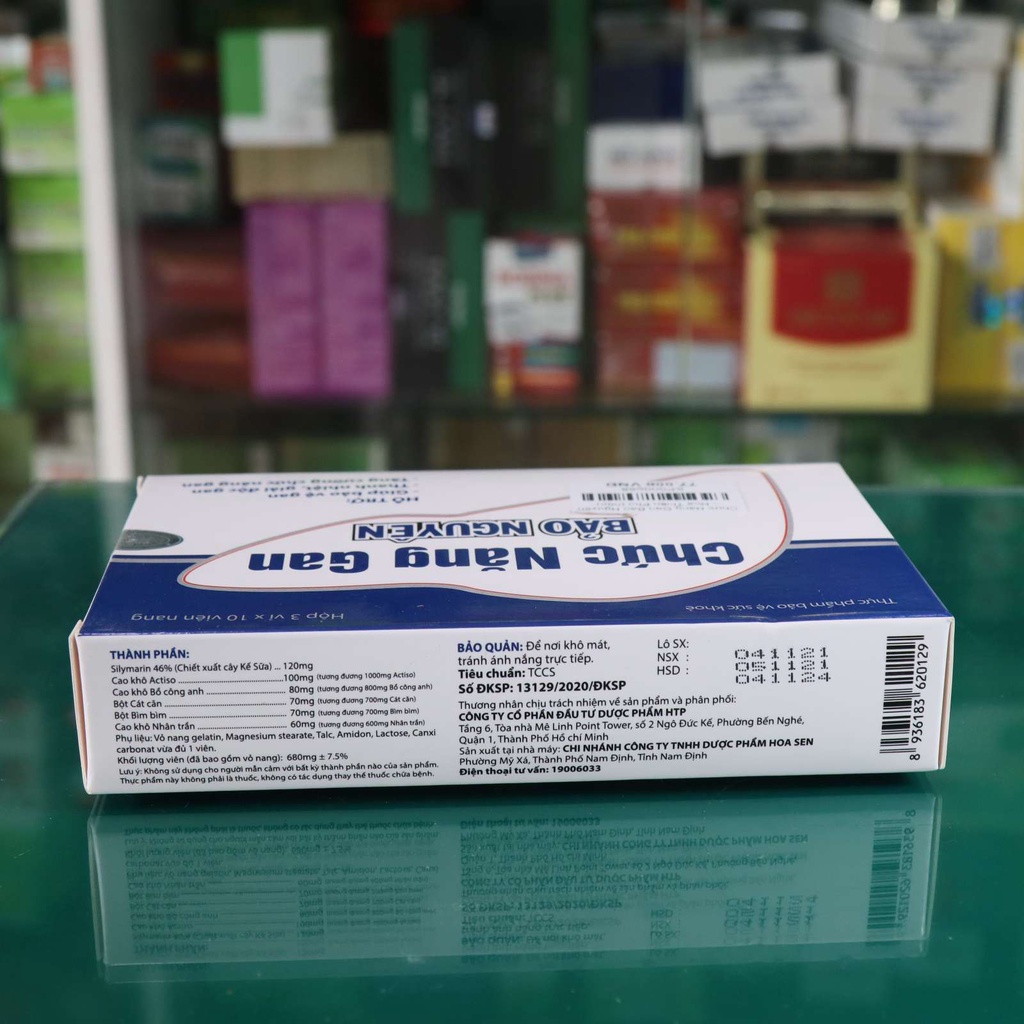 HỖ TRỢ:
Giúp bảo vệ gan
Thanh nhiệt, giải độc gan
Tăng cường chức năng gan
Chức Năng Gan
BẢO NGUYÊN
Thực phẩm bảo vệ sức khoẻ
Hộp 3 vỉ x 10 viên nang
THÀNH PHẦN:
Silymarin 46% (Chiết xuất cây Kế Sữa) ... 120mg
Cao khô Actiso ... 100mg (tương đương 1000mg Actiso)
Cao khô Bồ công anh ... 80mg (tương đương 800mg Bồ công anh)
Bột Cát căn ... 70mg (tương đương 700mg Cát căn)
Bột Bìm bìm ... 70mg (tương đương 700mg Bìm bìm)
Cao khô Nhân trần ... 60mg (tương đương 600mg Nhân trần)
Phụ liệu: Vỏ nang gelatin, Magnesium stearate, Talc, Amidon, Lactose, Canxi
carbonat vừa đủ 1 viên.
Khối lượng viên (đã bao gồm vỏ nang): 680mg ± 7.5%
Lưu ý: Không sử dụng cho người mẫn cảm với bất kỳ thành phần nào của sản phẩm.
Thực phẩm này không phải là thuốc, không có tác dụng thay thế thuốc chữa bệnh.
BẢO QUẢN: Để nơi khô mát,
tránh ánh nắng trực tiếp.
Tiêu chuẩn: TCCS
Số ĐKSP: 13129/2020/ĐKSP
Thương nhân chịu trách nhiệm về sản phẩm và phân phối:
CÔNG TY CỔ PHẦN ĐẦU TƯ DƯỢC PHẨM HTP
Tầng 6, Tòa nhà Mê Linh Point Tower, số 2 Ngô Đức Kế, Phường Bến Nghé,
Quận 1, Thành Phố Hồ Chí Minh
Sản xuất tại nhà máy: CHI NHÁNH CÔNG TY TNHH DƯỢC PHẨM HOA SEN
Phường Mỹ Xá, Thành Phố Nam Định, Tỉnh Nam Định
Điện thoại tư vấn: 19006033
Lô SX: 041121
NSX : 051121
HSD : 041124
8 936183 620129